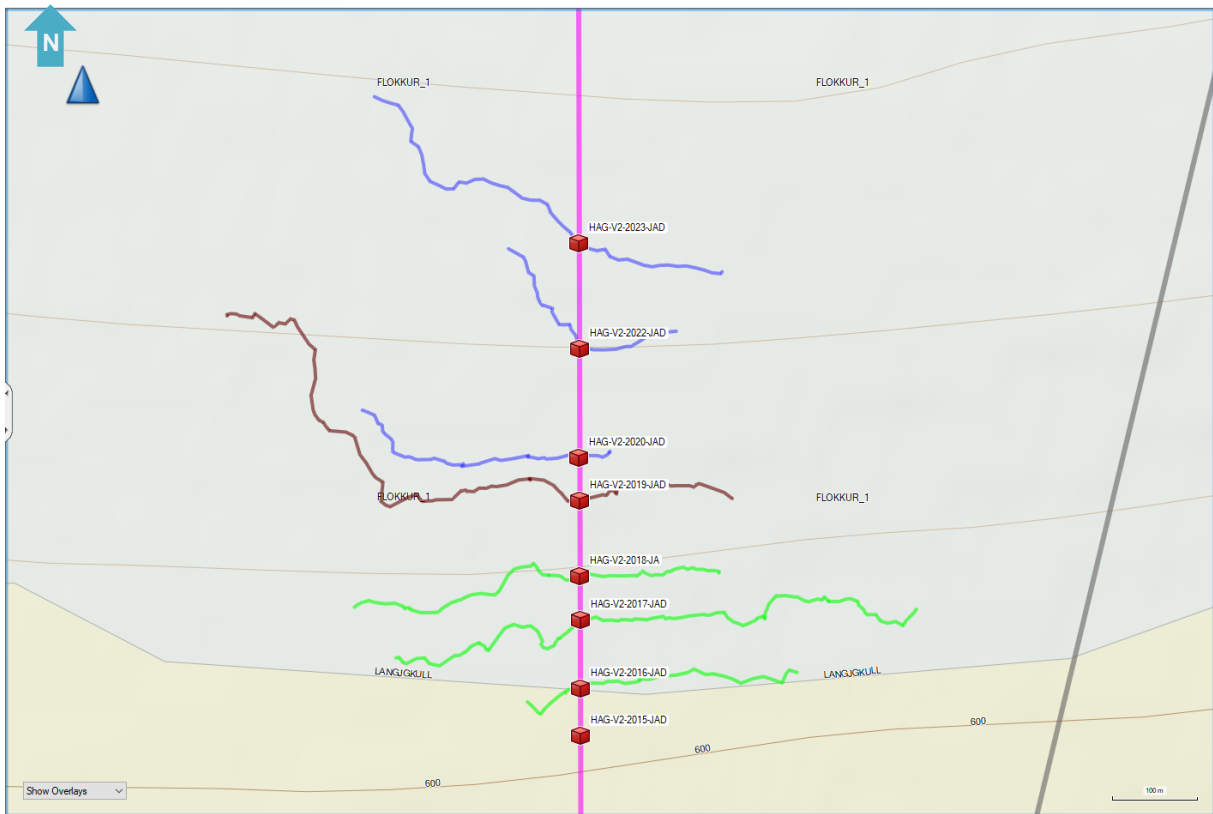 N
FLOKKUR_1
FLOKKUR_1
HAG-V2-2023-JAD
HAG-V2-2022-JAD
HAG-V2-2020-JAD
HAG-V2-2019-JAD
FLOKKUR_1
FLOKKUR_1
HAG-V2-2018-JA
HAG-V2-2017-JAD
HAG-V2-2016-JAD
LANGJGKULL
LANGJGKULL
HAG-V2-2015-JAD
600
600
600
Show Overlays
100 m